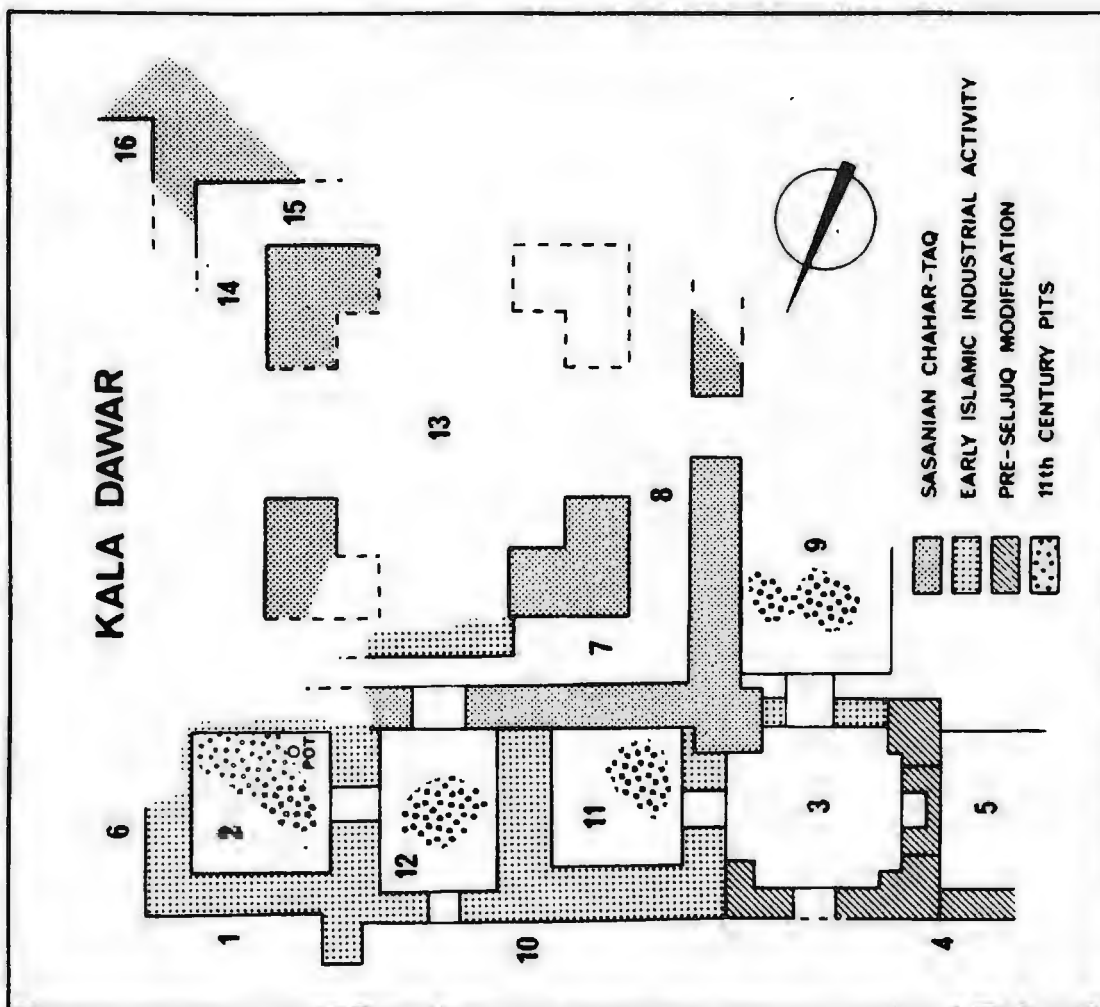 KALA DAWAR
16
15
14
13
6
2
POT
1
12
7
8
11
9
10
3
5
4
SASANIAN CHAHAR-TAQ
EARLY ISLAMIC INDUSTRIAL ACTIVITY
PRE-SELJUQ MODIFICATION
11th CENTURY PITS